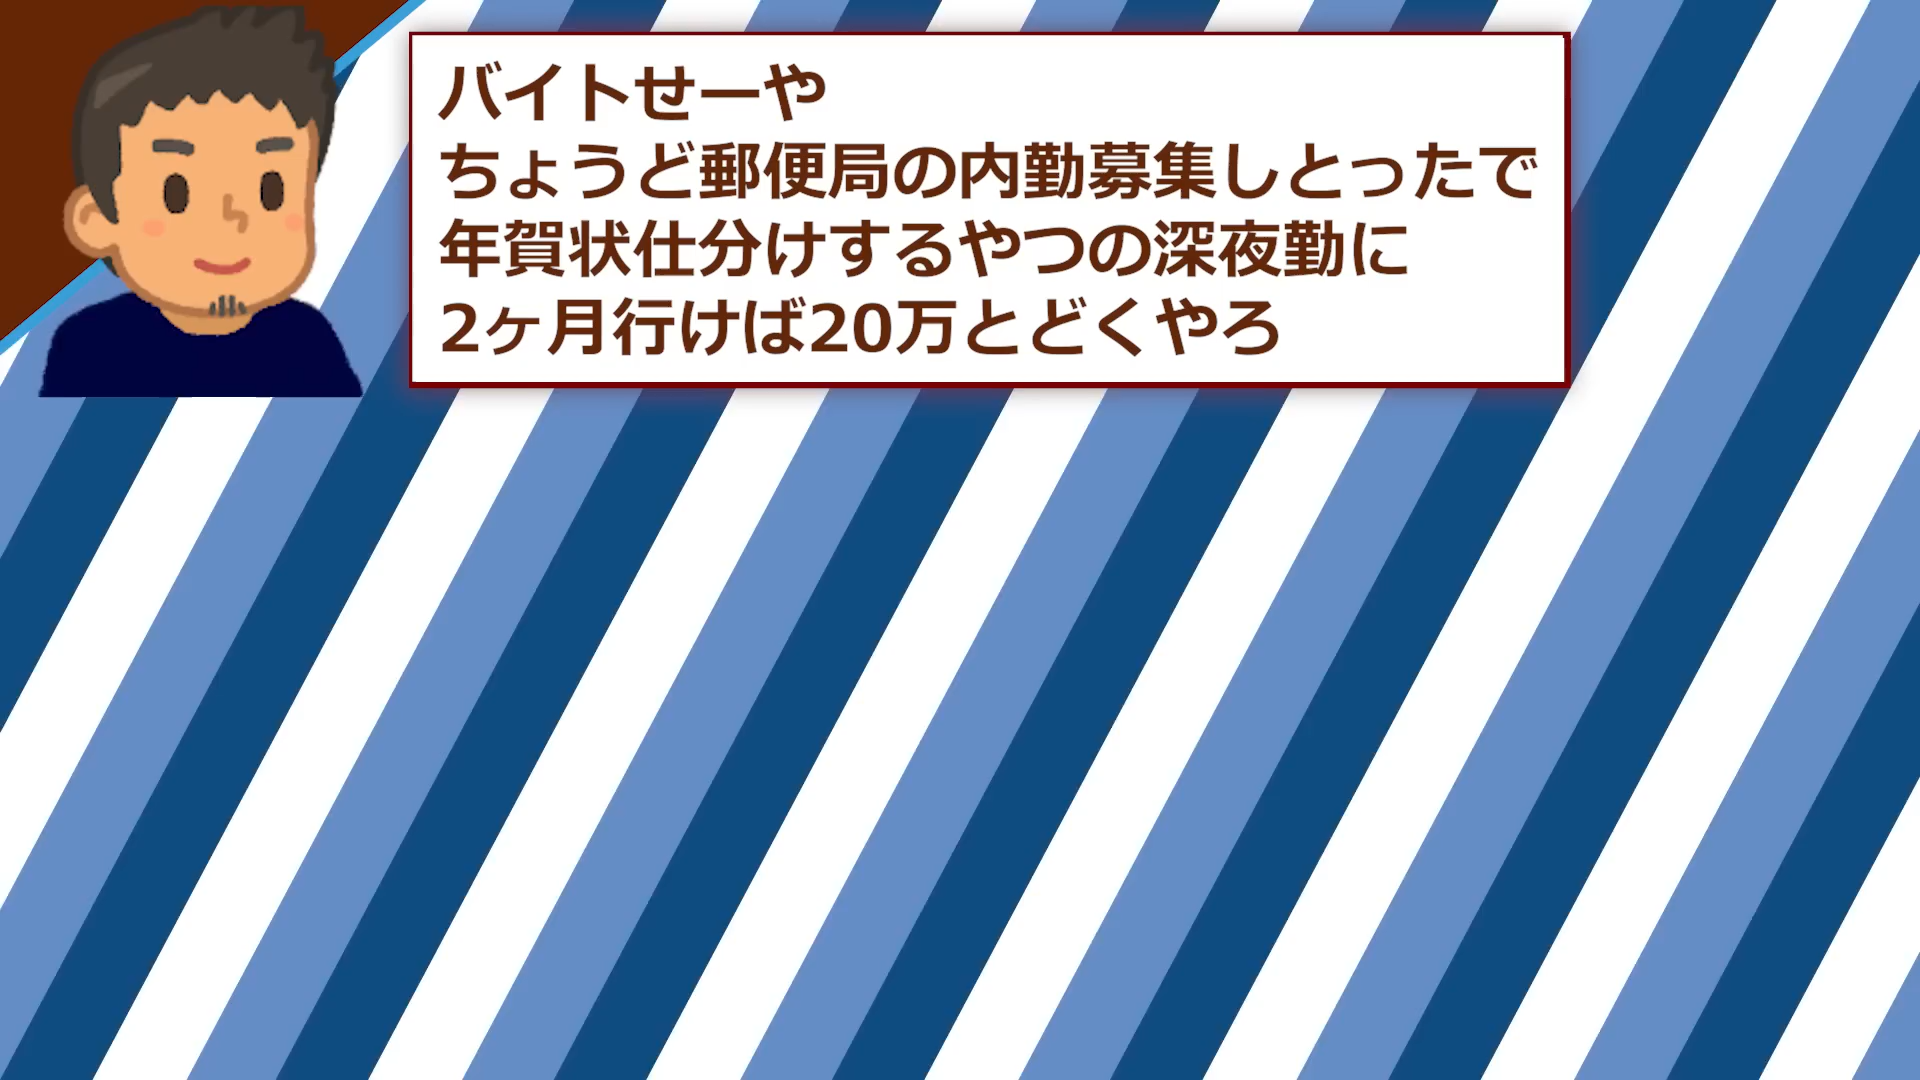 バイトせーや
ちょうど郵便局の内勤募集しとったで
年賀状仕分けするやつの深夜勤に
2ヶ月行けば20万とどくやろ